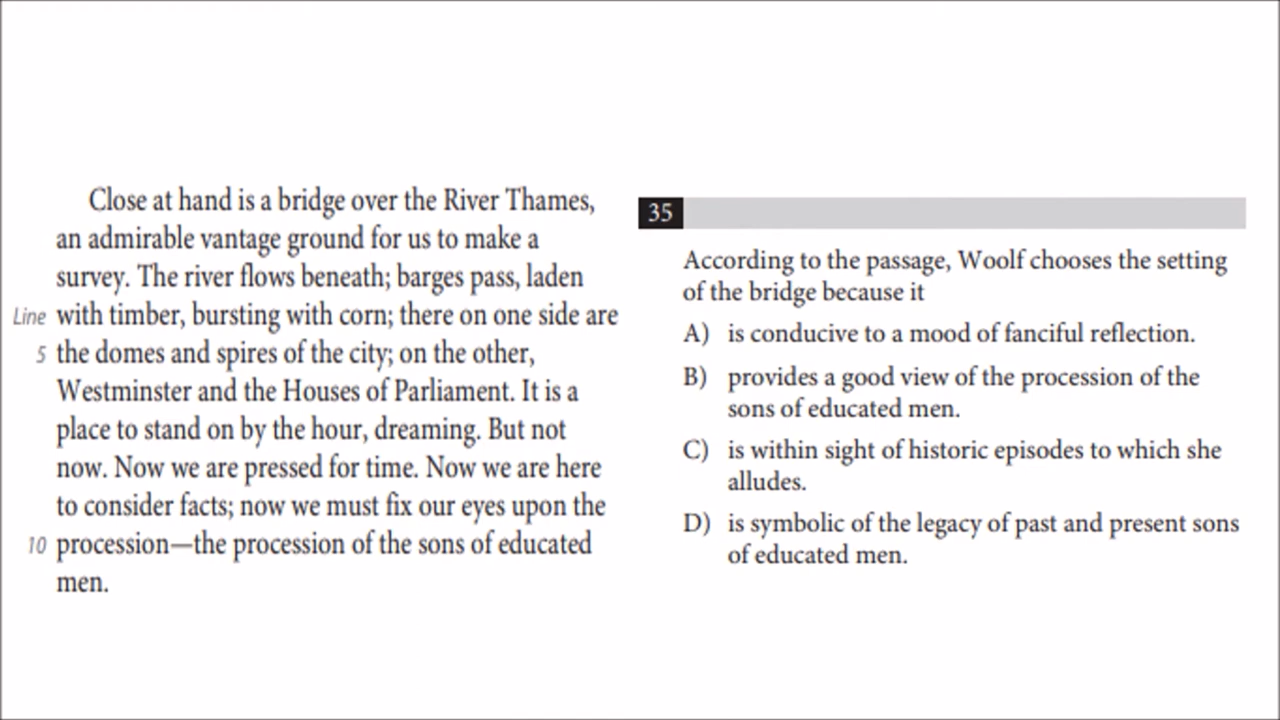 Close at hand is a bridge over the River Thames,
an admirable vantage ground for us to make a
survey. The river flows beneath; barges pass, laden
Line with timber, bursting with corn; there on one side are
5 the domes and spires of the city; on the other,
Westminster and the Houses of Parliament. It is a
place to stand on by the hour, dreaming. But not
now. Now we are pressed for time. Now we are here
to consider facts; now we must fix our eyes upon the
10 procession—the procession of the sons of educated
men.
35
According to the passage, Woolf chooses the setting
of the bridge because it
A) is conducive to a mood of fanciful reflection.
B) provides a good view of the procession of the
sons of educated men.
C) is within sight of historic episodes to which she
alludes.
D) is symbolic of the legacy of past and present sons
of educated men.